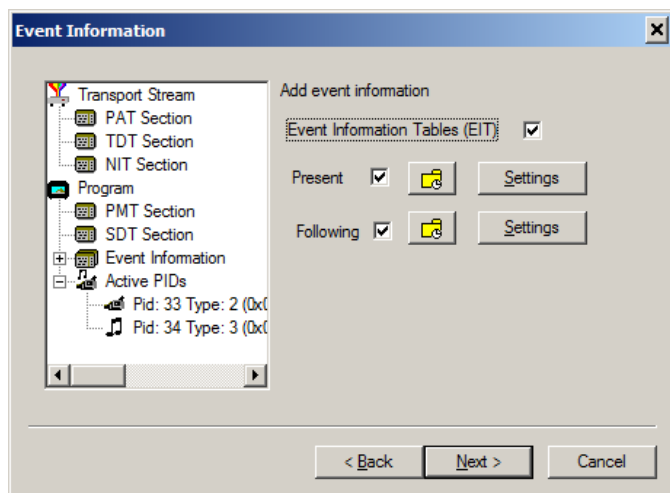 Event Information
Transport Stream
PAT Section
TDT Section
NIT Section
Program
PMT Section
SDT Section
Event Information
Active PIDs
Pid: 33 Type: 2 (0x0
Pid: 34 Type: 3 (0x0
Add event information
Event Information Tables (EIT)
Present
Settings
Following
Settings
< Back
Next >
Cancel